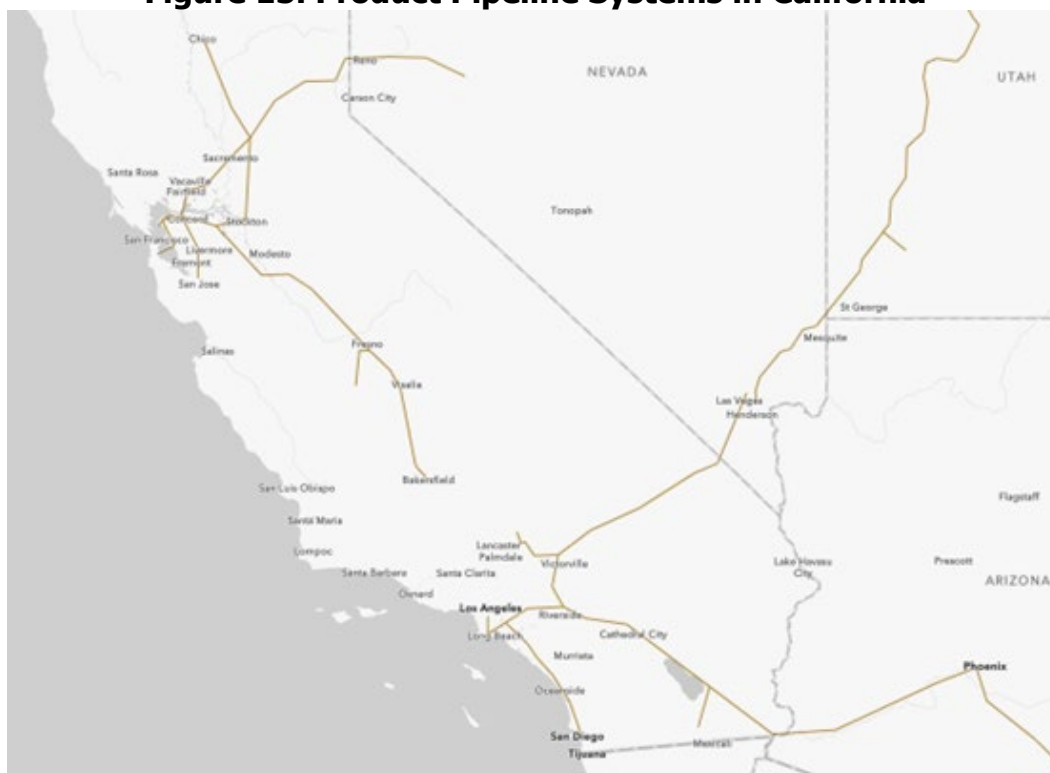 Figure 23. Product Pipeline Systems in California
Chico
Reno
NEVADA
UTAH
Carson City
Sacramento
Santa Rosa
Vacaville
Fairfield
Tonopah
Concord
Stockton
San Francisco
Livermore
Modesto
Fremont
San Jose
St George
Mesquite
Salinas
Fresno
Visalia
Las Vegas
Henderson
Bakersfield
San Luis Obispo
Flagstaff
Santa Maria
Lancaster
Palmdale
Lompoc
Victorville
Lake Havasu
City
Prescott
Santa Barbara
Santa Clarita
ARIZONA
Oxnard
Los Angeles
Riverside
Long Beach
Cathedral City
Murrieta
Phoenix
Oceanside
San Diego
Mexicali
Tijuana